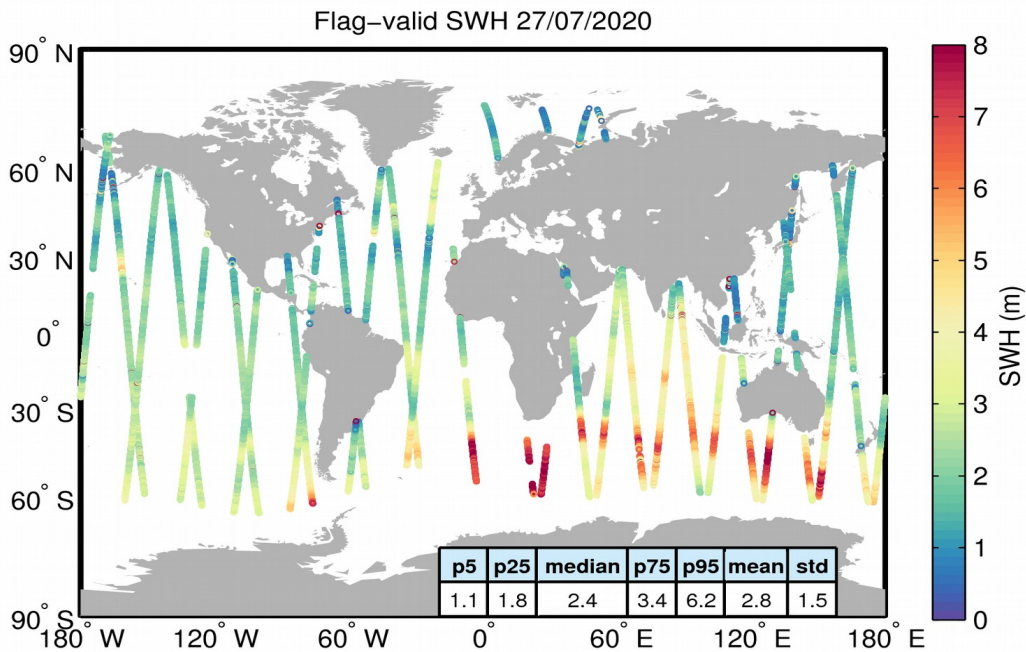 Flag−valid SWH 27/07/2020
90° N
60° N
30° N
0°
30° S
60° S
90° S
180° W
120° W
60° W
0°
60° E
120° E
180° E
p5 p25 median p75 p95 mean std
1.1 1.8 2.4 3.4 6.2 2.8 1.5
8
7
6
5
4
3
2
1
0
SWH (m)